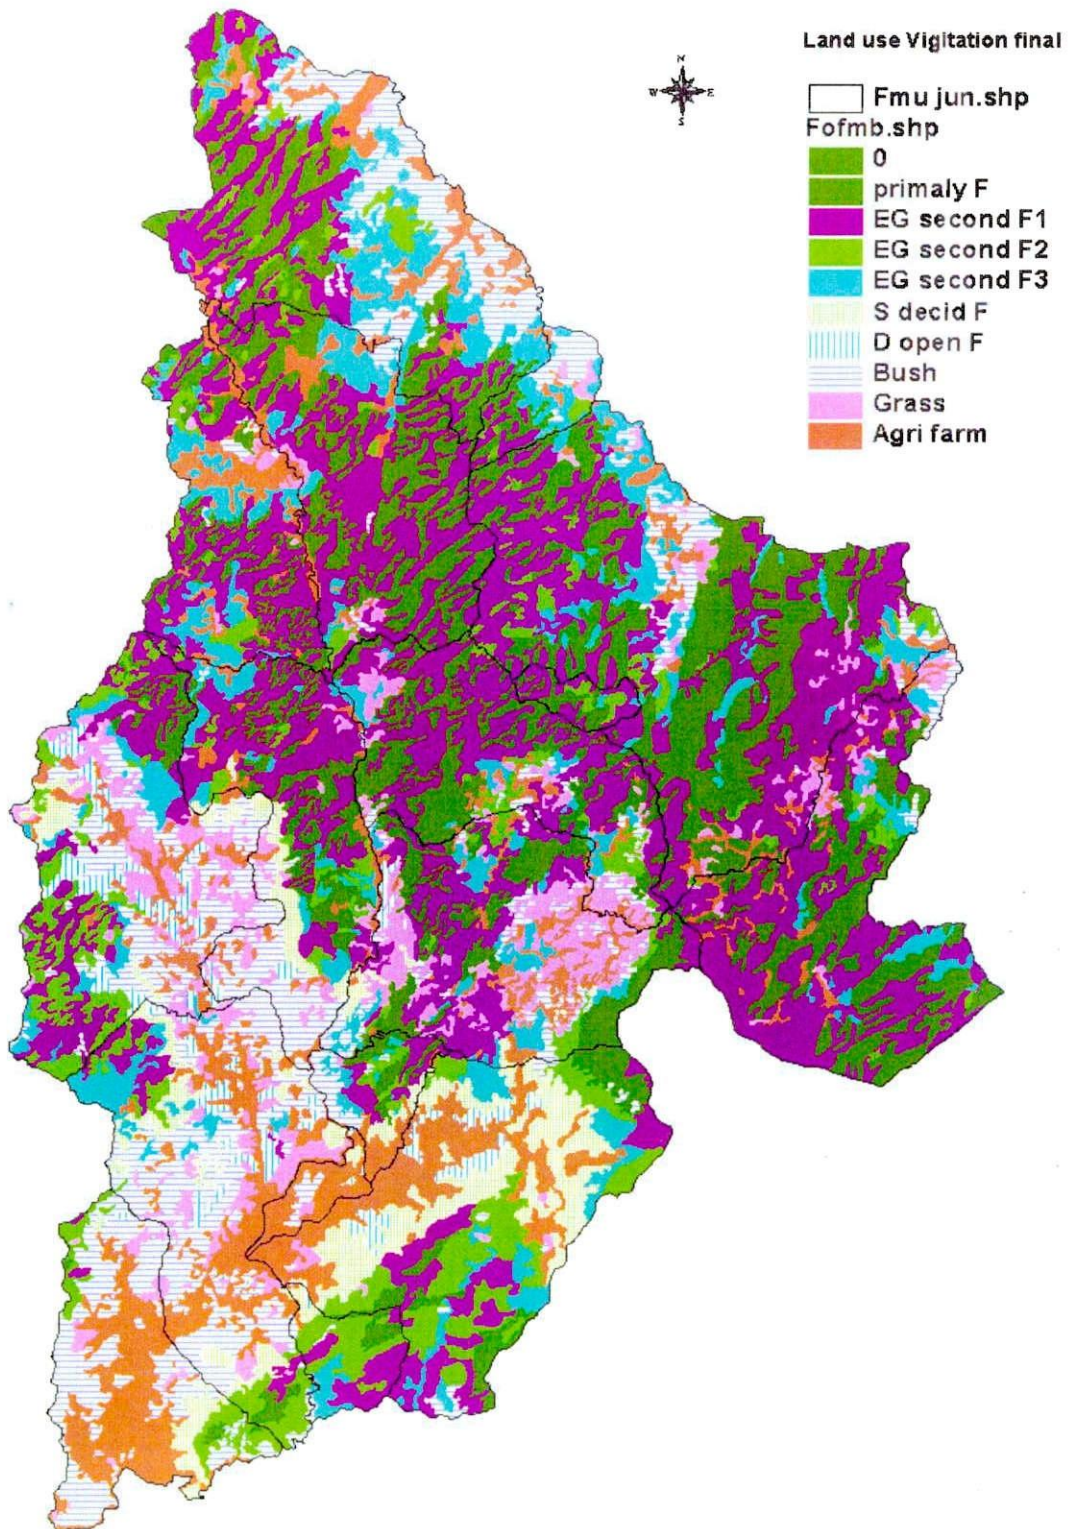 Land use Vigitation final
N
W E
S
Fmu jun.shp
Fofmb.shp
0
primaly F
EG second F1
EG second F2
EG second F3
S decid F
D open F
Bush
Grass
Agri farm